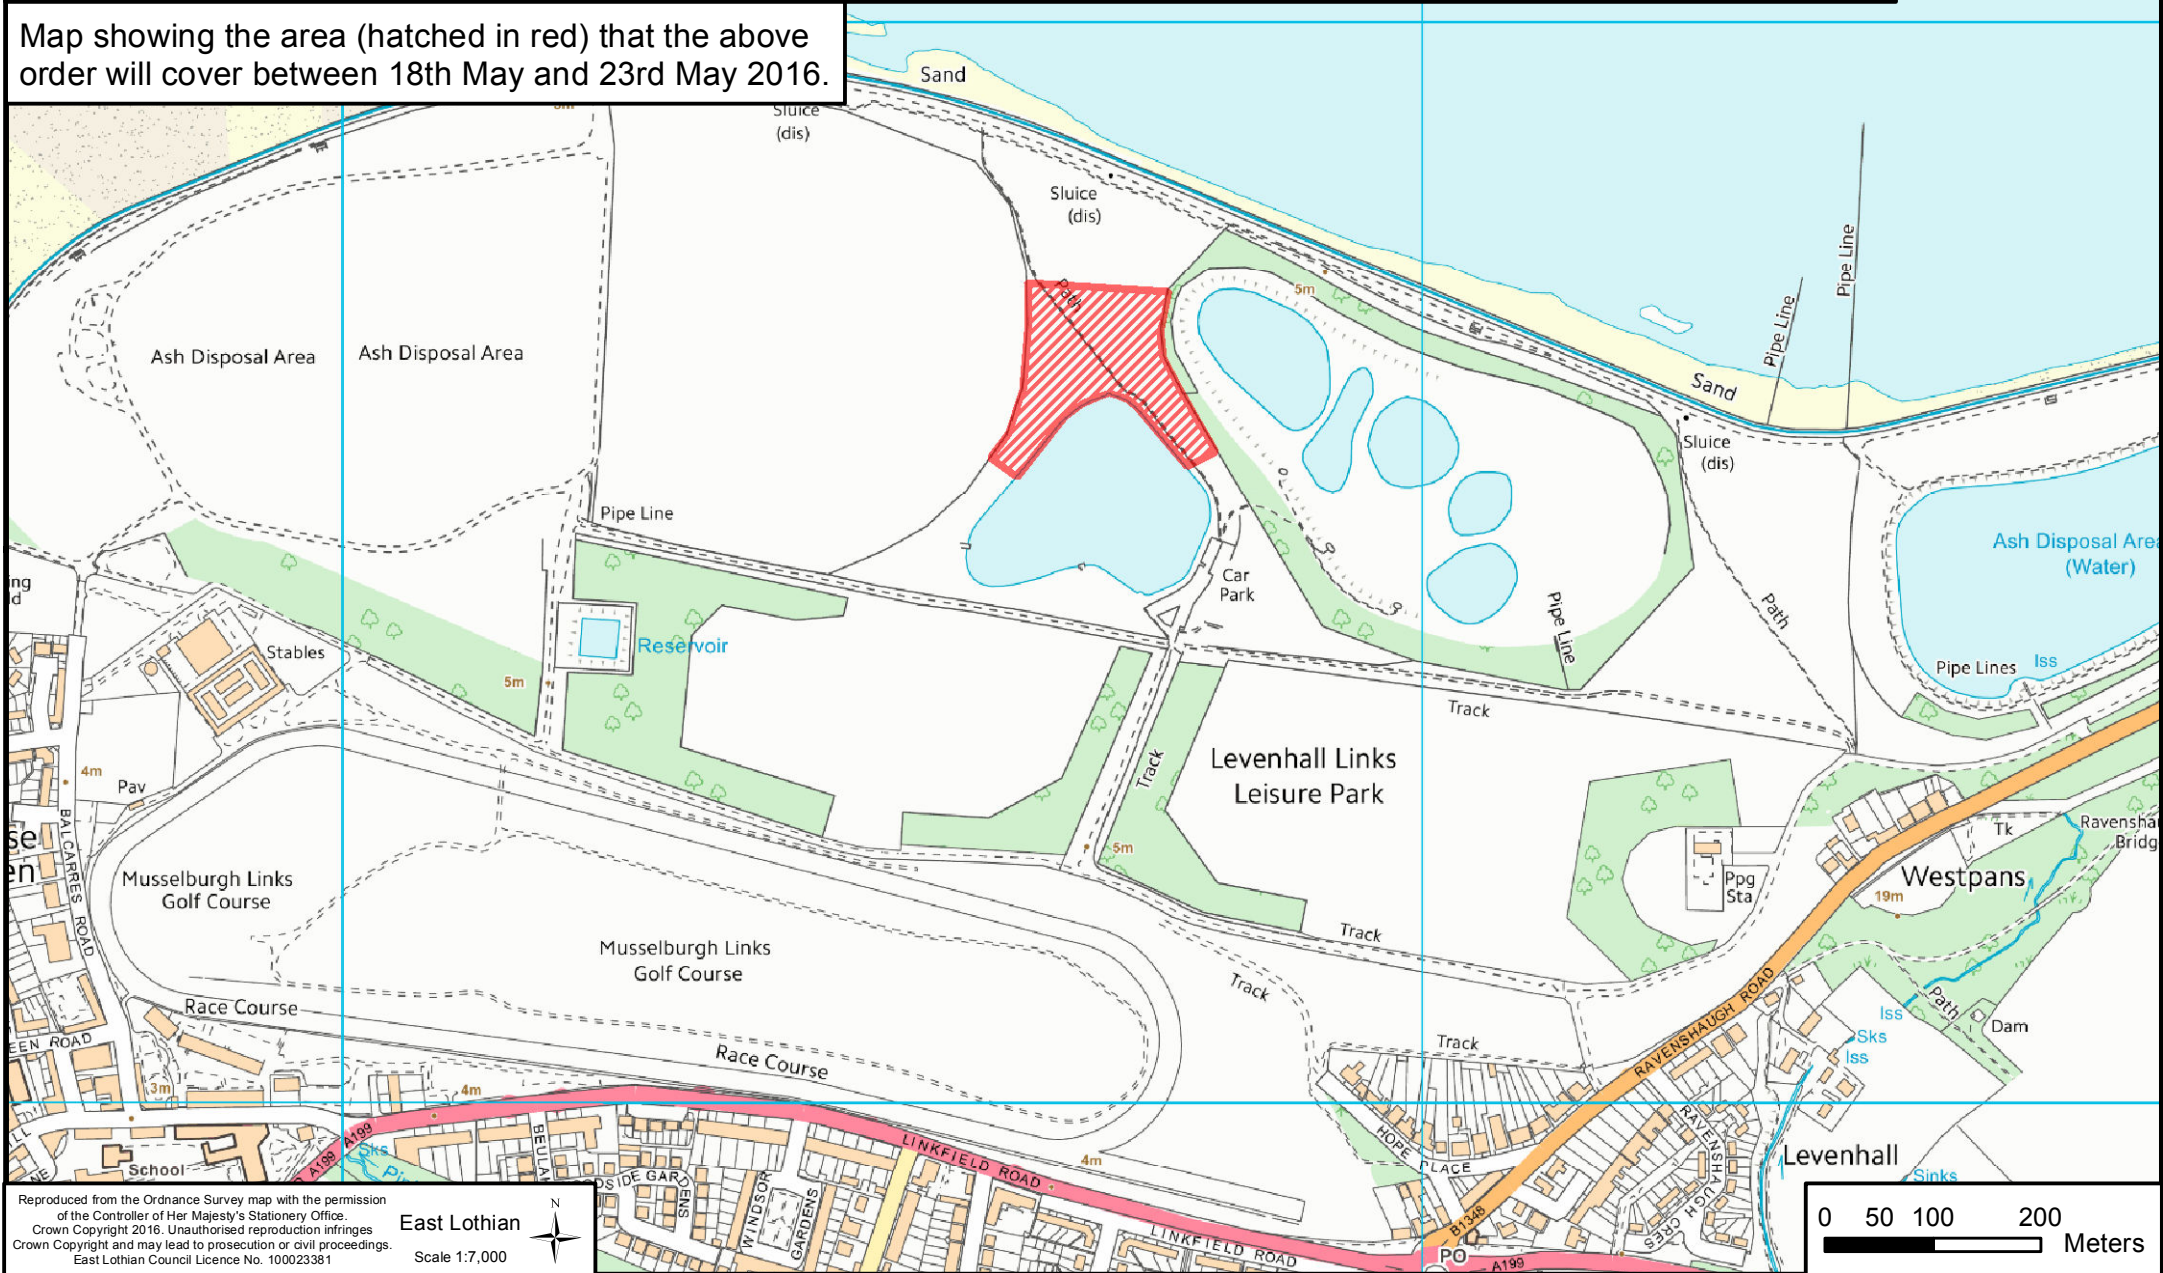 Map showing the area (hatched in red) that the above
order will cover between 18th May and 23rd May 2016.
Sand
Sluice
(dis)
Sluice
(dis)
Path
5m
Pipe Line
Pipe Line
Sand
Ash Disposal Area
Ash Disposal Area
Sluice
(dis)
Pipe Line
Ash Disposal Area
(Water)
Car
Park
Pipe Line
Path
Reservoir
Stables
5m
Pipe Lines
Iss
Track
Levenhall Links
Leisure Park
Track
4m
Pav
BALCARRES ROAD
5m
Tk
Westpans
19m
Ppg
Sta
Musselburgh Links
Golf Course
Musselburgh Links
Golf Course
Track
Track
Race Course
Race Course
RAVENSHAUGH ROAD
Iss
Path
Dam
Sks
Iss
Track
3m
4m
A199
A199
Sks
School
LINKFIELD ROAD
4m
HOPE PLACE
RAVENSHAUGH CRES
Levenhall
Sinks
WINDSOR
GARDENS
LINKFIELD ROAD
B1348
PO
A199
Reproduced from the Ordnance Survey map with the permission
of the Controller of Her Majesty's Stationery Office.
Crown Copyright 2016. Unauthorised reproduction infringes
Crown Copyright and may lead to prosecution or civil proceedings.
East Lothian Council Licence No. 100023381
East Lothian
Scale 1:7,000
N
0 50 100 200
Meters